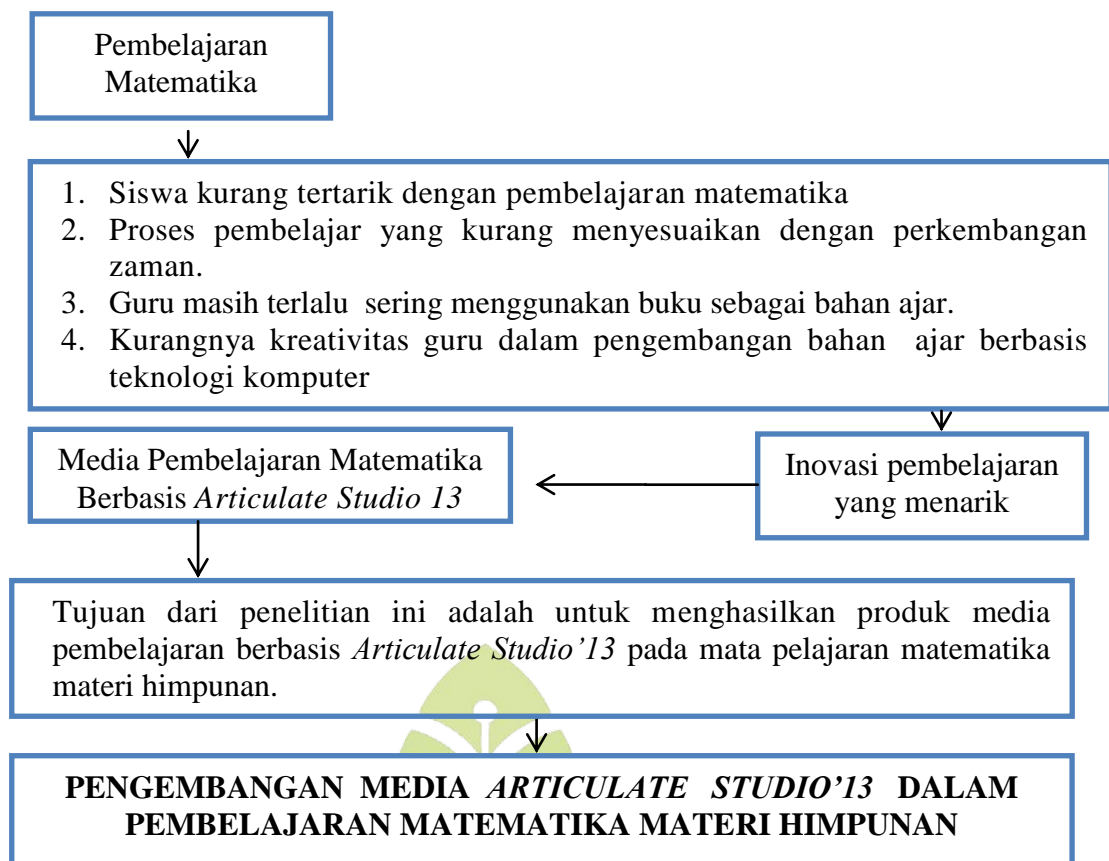 Pembelajaran
Matematika
1. Siswa kurang tertarik dengan pembelajaran matematika
2. Proses pembelajar yang kurang menyesuaikan dengan perkembangan
zaman.
3. Guru masih terlalu sering menggunakan buku sebagai bahan ajar.
4. Kurangnya kreativitas guru dalam pengembangan bahan ajar berbasis
teknologi komputer
Media Pembelajaran Matematika
Berbasis Articulate Studio 13
Inovasi pembelajaran
yang menarik
Tujuan dari penelitian ini adalah untuk menghasilkan produk media
pembelajaran berbasis Articulate Studio’13 pada mata pelajaran matematika
materi himpunan.
PENGEMBANGAN MEDIA ARTICULATE STUDIO’13 DALAM
PEMBELAJARAN MATEMATIKA MATERI HIMPUNAN